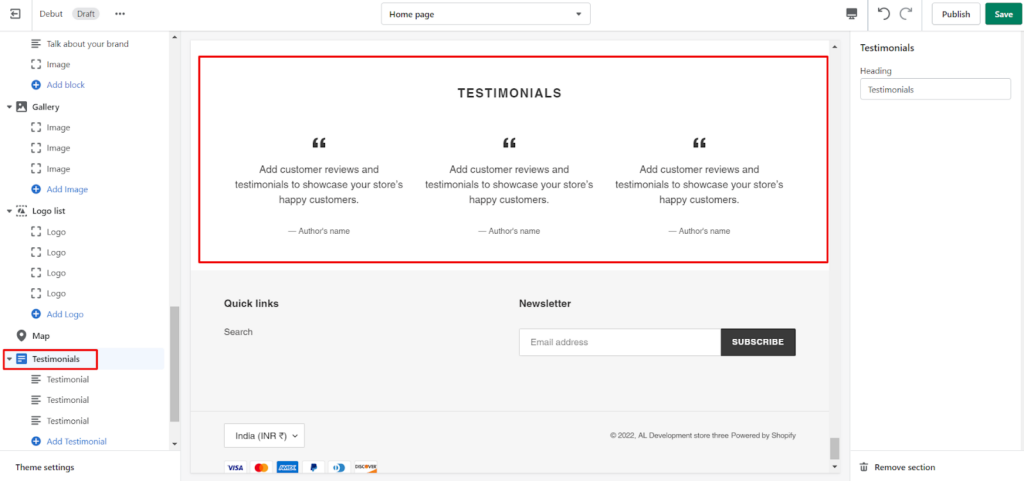 Debut Draft ••• Home page Publish Save
Talk about your brand
Image
Add block
Gallery
Image
Image
Image
Add Image
Logo list
Logo
Logo
Logo
Logo
Add Logo
Map
Testimonials
Testimonial
Testimonial
Testimonial
Add Testimonial
Theme settings
TESTIMONIALS
“
Add customer reviews and
testimonials to showcase your store's
happy customers.
— Author's name
“
Add customer reviews and
testimonials to showcase your store's
happy customers.
— Author's name
“
Add customer reviews and
testimonials to showcase your store's
happy customers.
— Author's name
Quick links
Search
Newsletter
Email address SUBSCRIBE
India (INR ₹)
© 2022, AL Development store three Powered by Shopify
VISA AMERICAN EXPRESS DISCOVER
Testimonials
Heading
Testimonials
Remove section